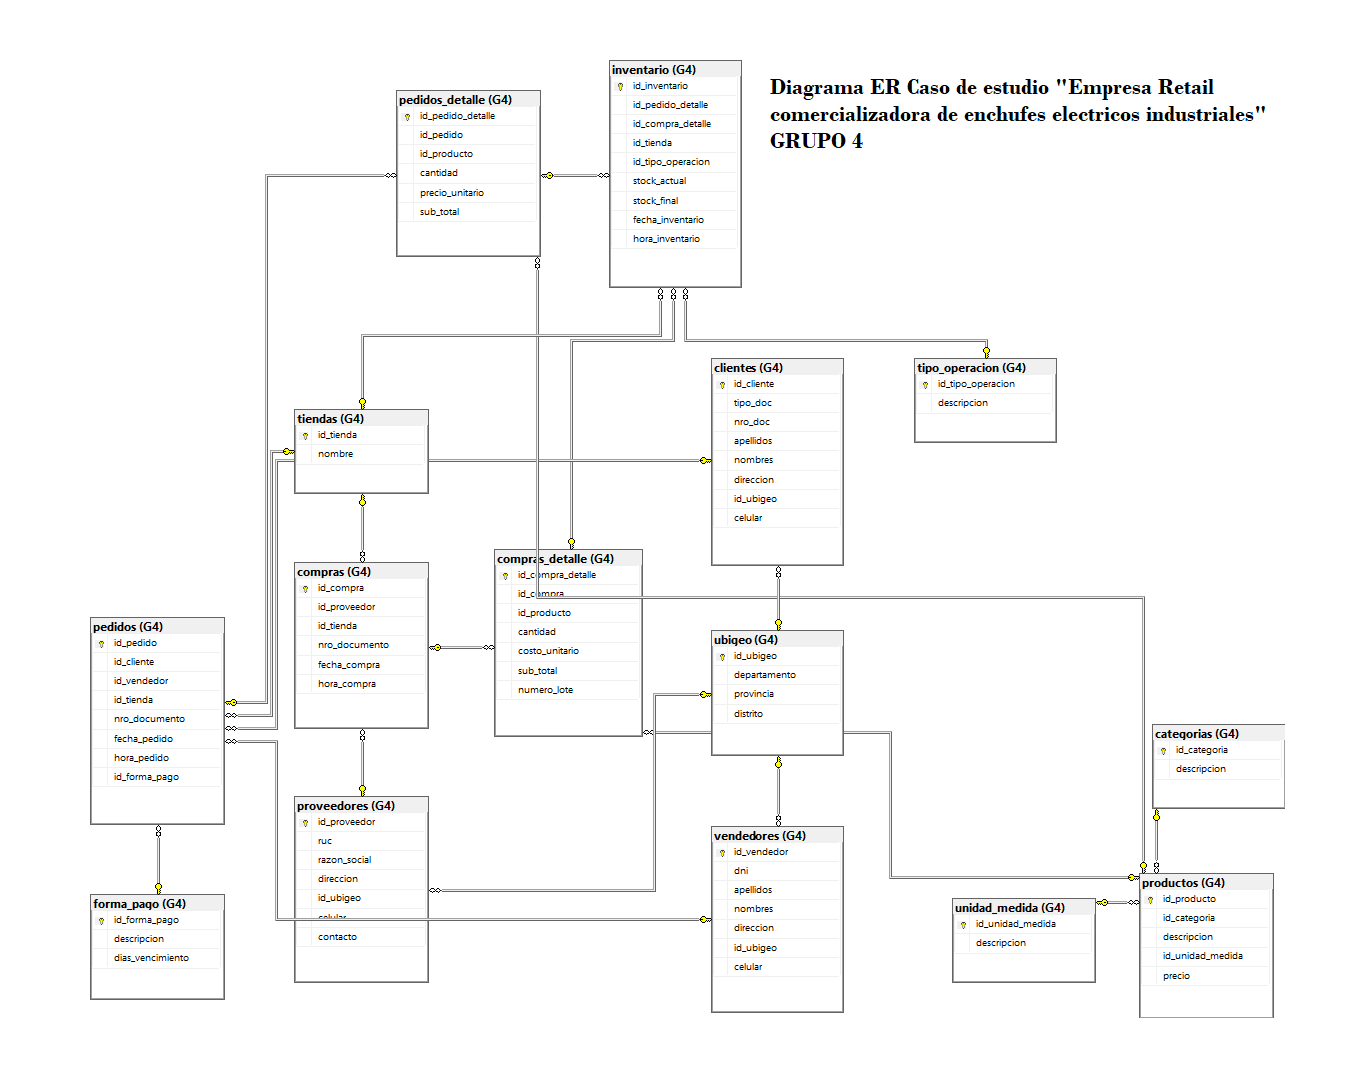 Diagrama ER Caso de estudio "Empresa Retail
comercializadora de enchufes electricos industriales"
GRUPO 4
inventario (G4)
id_inventario
id_pedido_detalle
id_compra_detalle
id_tienda
id_tipo_operacion
stock_actual
stock_final
fecha_inventario
hora_inventario
pedidos_detalle (G4)
id_pedido_detalle
id_pedido
id_producto
cantidad
precio_unitario
sub_total
clientes (G4)
id_cliente
tipo_doc
nro_doc
apellidos
nombres
direccion
id_ubigeo
celular
tipo_operacion (G4)
id_tipo_operacion
descripcion
tiendas (G4)
id_tienda
nombre
compras (G4)
id_compra
id_proveedor
id_tienda
nro_documento
fecha_compra
hora_compra
compras_detalle (G4)
id_compra_detalle
id_compra
id_producto
cantidad
costo_unitario
sub_total
numero_lote
pedidos (G4)
id_pedido
id_cliente
id_vendedor
id_tienda
nro_documento
fecha_pedido
hora_pedido
id_forma_pago
ubigeo (G4)
id_ubigeo
departamento
provincia
distrito
categorias (G4)
id_categoria
descripcion
proveedores (G4)
id_proveedor
ruc
razon_social
direccion
id_ubigeo
celular
contacto
vendedores (G4)
id_vendedor
dni
apellidos
nombres
direccion
id_ubigeo
celular
forma_pago (G4)
id_forma_pago
descripcion
dias_vencimiento
unidad_medida (G4)
id_unidad_medida
descripcion
productos (G4)
id_producto
id_categoria
descripcion
id_unidad_medida
precio